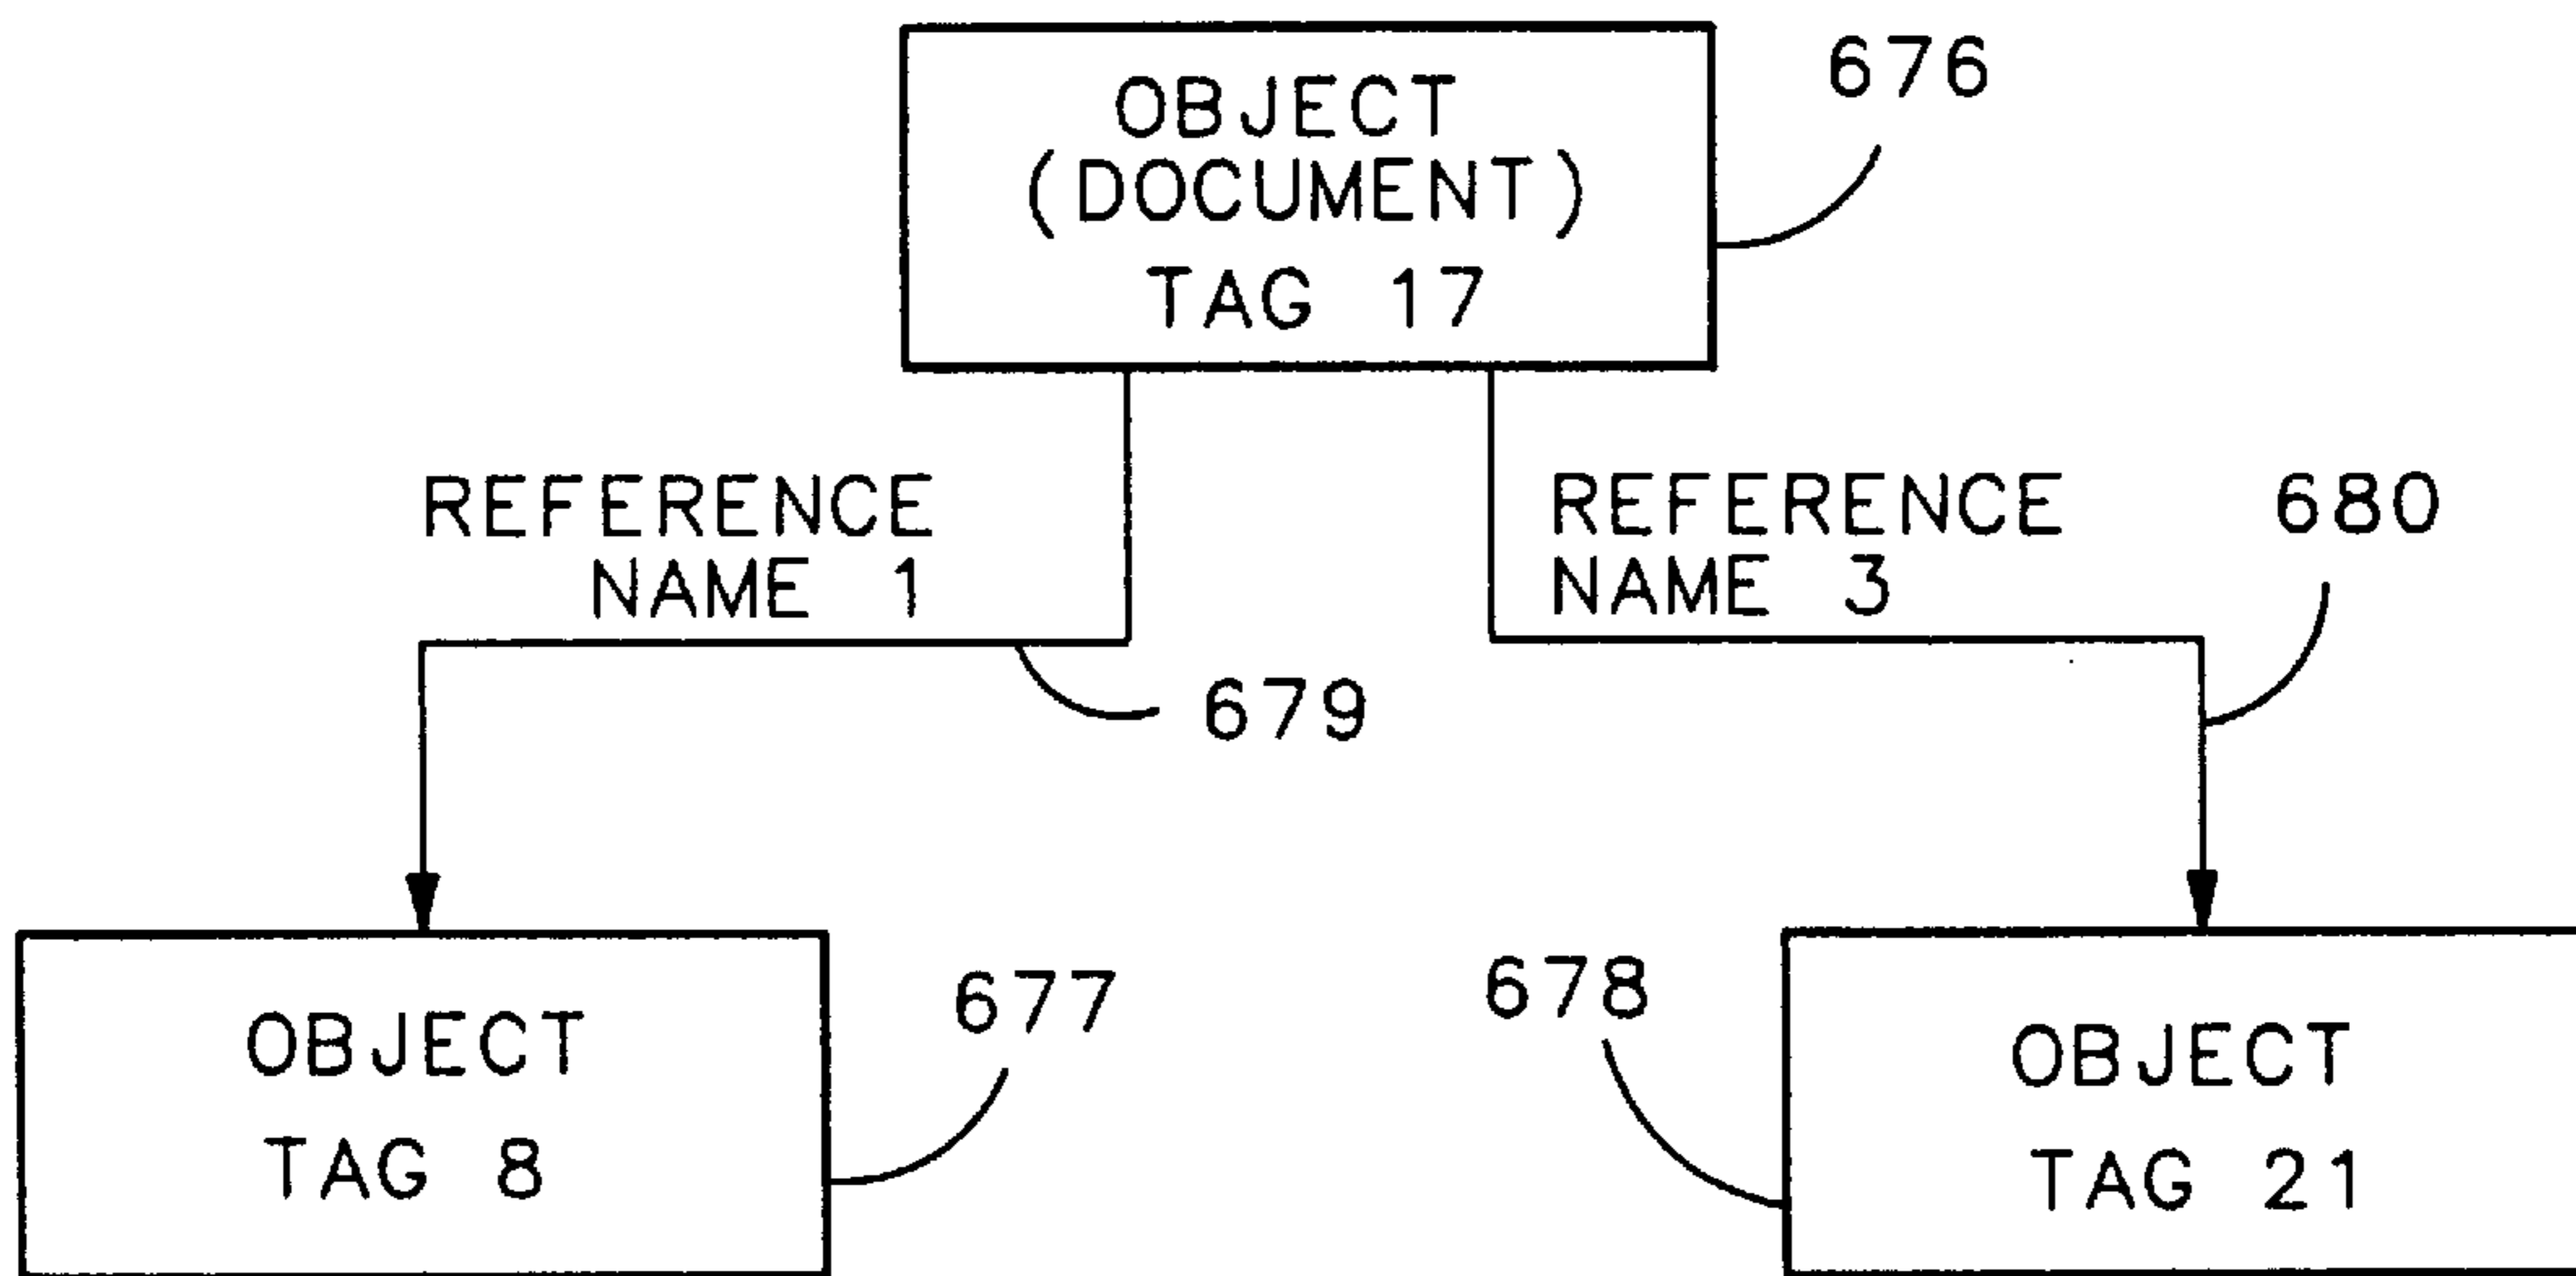 OBJECT
(DOCUMENT)
TAG 17
676
REFERENCE
NAME 1
REFERENCE
NAME 3
680
679
OBJECT
TAG 8
677
678
OBJECT
TAG 21